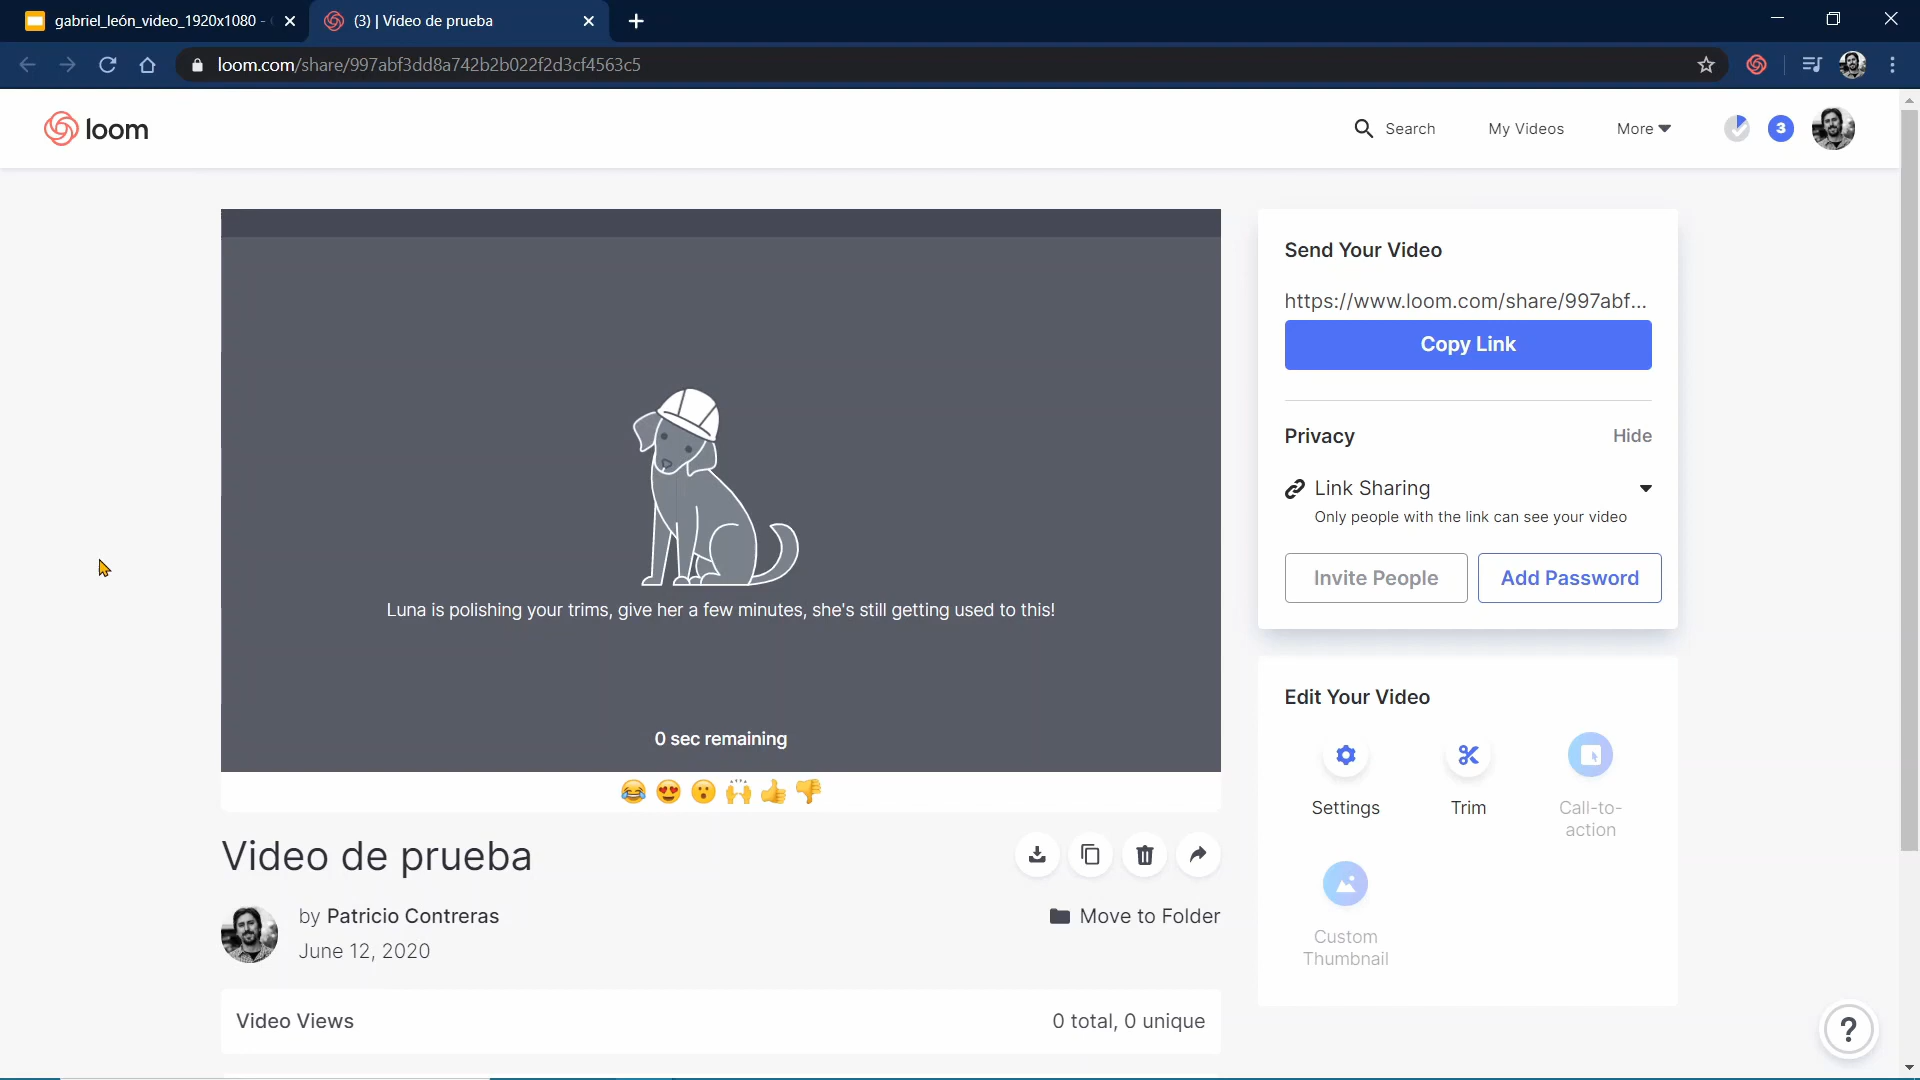 gabriel_león_video_1920x1080 -
(3) | Video de prueba
loom.com/share/997abf3dd8a742b2b022f2d3cf4563c5
loom
Search
My Videos
More
3
Send Your Video
https://www.loom.com/share/997abf...
Copy Link
Privacy
Hide
Link Sharing
Only people with the link can see your video
Invite People
Add Password
Luna is polishing your trims, give her a few minutes, she's still getting used to this!
0 sec remaining
Edit Your Video
Settings
Trim
Call-to-
action
Custom
Thumbnail
Video de prueba
by Patricio Contreras
June 12, 2020
Move to Folder
Video Views
0 total, 0 unique
?